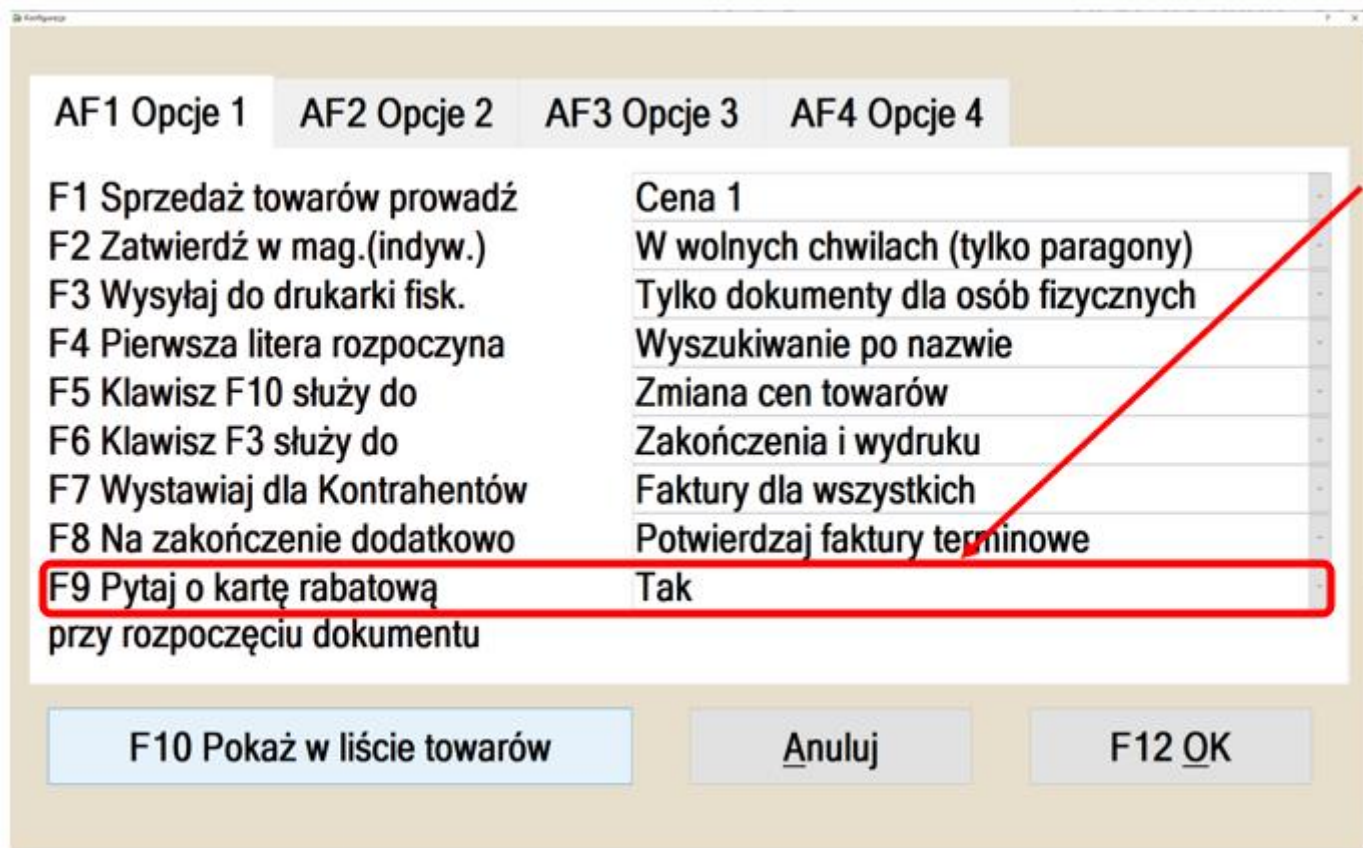 Konfiguracja
AF1 Opcje 1 AF2 Opcje 2 AF3 Opcje 3 AF4 Opcje 4
F1 Sprzedaż towarów prowadź Cena 1
F2 Zatwierdź w mag.(indyw.) W wolnych chwilach (tylko paragony)
F3 Wysyłaj do drukarki fisk. Tylko dokumenty dla osób fizycznych
F4 Pierwsza litera rozpoczyna Wyszukiwanie po nazwie
F5 Klawisz F10 służy do Zmiana cen towarów
F6 Klawisz F3 służy do Zakończenia i wydruku
F7 Wystawiaj dla Kontrahentów Faktury dla wszystkich
F8 Na zakończenie dodatkowo Potwierdzaj faktury terminowe
F9 Pytaj o kartę rabatową Tak
przy rozpoczęciu dokumentu
F10 Pokaż w liście towarów Anuluj F12 OK